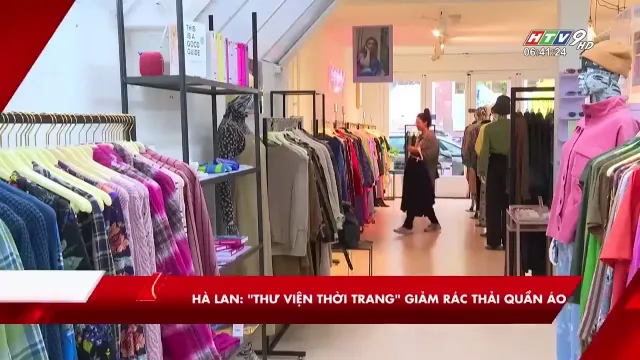 THIS IS
A GOOD
GUIDE
HTV9 HD
06:41:24
HÀ LAN: "THƯ VIỆN THỜI TRANG" GIẢM RÁC THẢI QUẦN ÁO